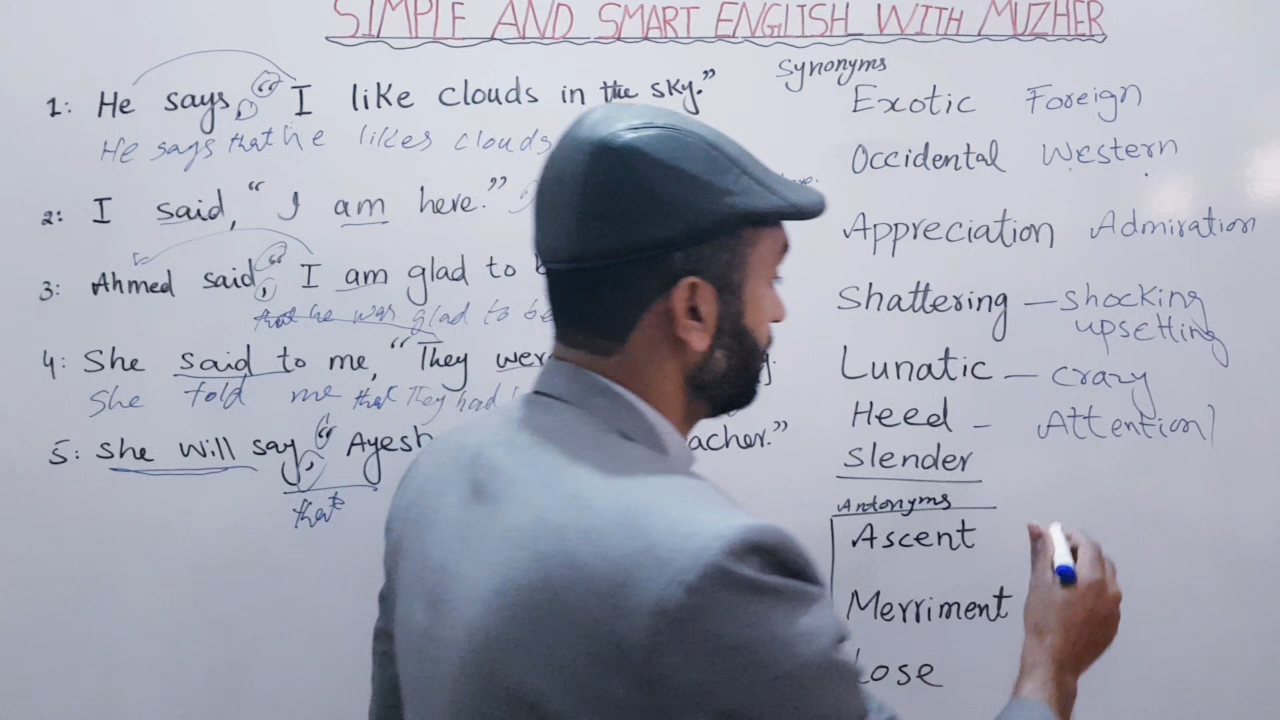 SIMPLE AND SMART ENGLISH WITH MUZHER
1: He says, “I like clouds in the sky.”
He says that he likes clouds
2: I said, “I am here.”
3: Ahmed said, “I am glad to
that he was glad to be
4: She said to me, “They
She told me that They had
5: She will say, “ acher.”
that
Synonyms
Exotic Foreign
Occidental Western
Appreciation Admiration
Shattering – shocking
upsetting
Lunatic – crazy
Heed – Attention
Slender
Antonyms
Ascent
Merriment
Lose